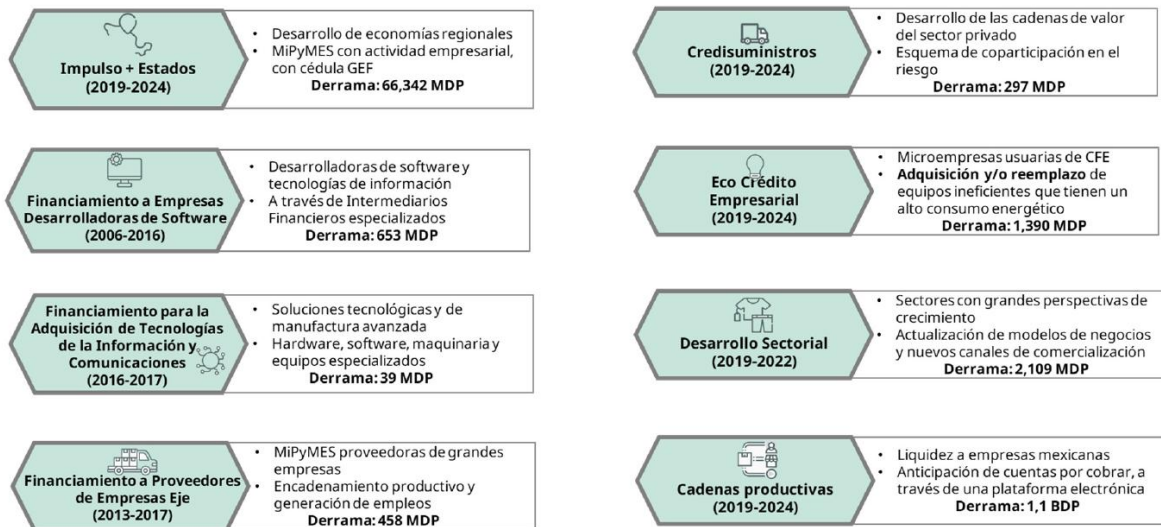 Impulso + Estados
(2019-2024)
• Desarrollo de economías regionales
• MiPyMES con actividad empresarial,
con cédula GEF
Derrama: 66,342 MDP
Financiamiento a Empresas
Desarrolladoras de Software
(2006-2016)
• Desarrolladoras de software y
tecnologías de información
• A través de Intermediarios
Financieros especializados
Derrama: 653 MDP
Financiamiento para la
Adquisición de Tecnologías
de la Información y
Comunicaciones
(2016-2017)
• Soluciones tecnológicas y de
manufactura avanzada
• Hardware, software, maquinaria y
equipos especializados
Derrama: 39 MDP
Financiamiento a Proveedores
de Empresas Eje
(2013-2017)
• MiPyMES proveedoras de grandes
empresas
• Encadenamiento productivo y
generación de empleos
Derrama: 458 MDP
Credisuministros
(2019-2024)
• Desarrollo de las cadenas de valor
del sector privado
• Esquema de coparticipación en el
riesgo
Derrama: 297 MDP
Eco Crédito
Empresarial
(2019-2024)
• Microempresas usuarias de CFE
• Adquisición y/o reemplazo de
equipos ineficientes que tienen un
alto consumo energético
Derrama: 1,390 MDP
Desarrollo Sectorial
(2019-2022)
• Sectores con grandes perspectivas de
crecimiento
• Actualización de modelos de negocios
y nuevos canales de comercialización
Derrama: 2,109 MDP
Cadenas productivas
(2019-2024)
• Liquidez a empresas mexicanas
• Anticipación de cuentas por cobrar, a
través de una plataforma electrónica
Derrama: 1,1 BDP